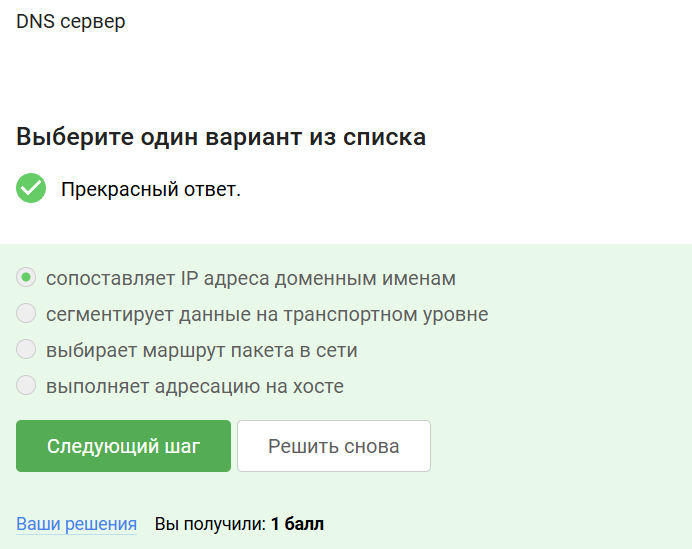 DNS сервер
Выберите один вариант из списка
Прекрасный ответ.
сопоставляет IP адреса доменным именам
сегментирует данные на транспортном уровне
выбирает маршрут пакета в сети
выполняет адресацию на хосте
Следующий шаг Решить снова
Ваши решения Вы получили: 1 балл